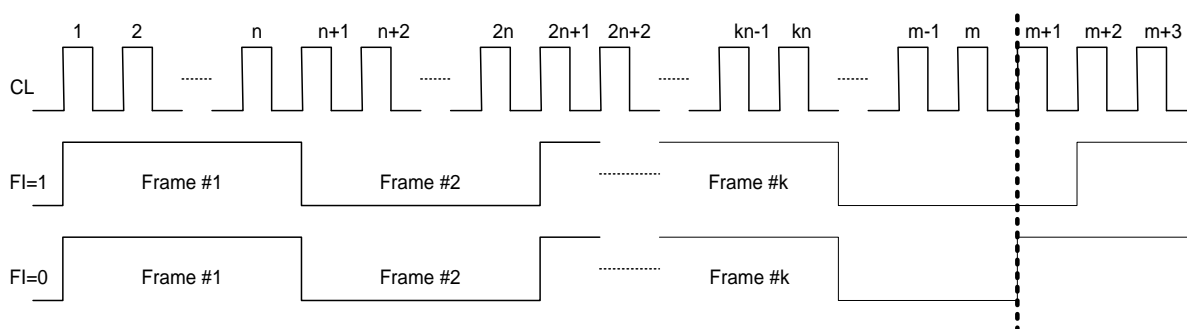 1 2 n n+1 n+2 2n 2n+1 2n+2 kn-1 kn m-1 m m+1 m+2 m+3
CL
FI=1 Frame #1 Frame #2 Frame #k
FI=0 Frame #1 Frame #2 Frame #k